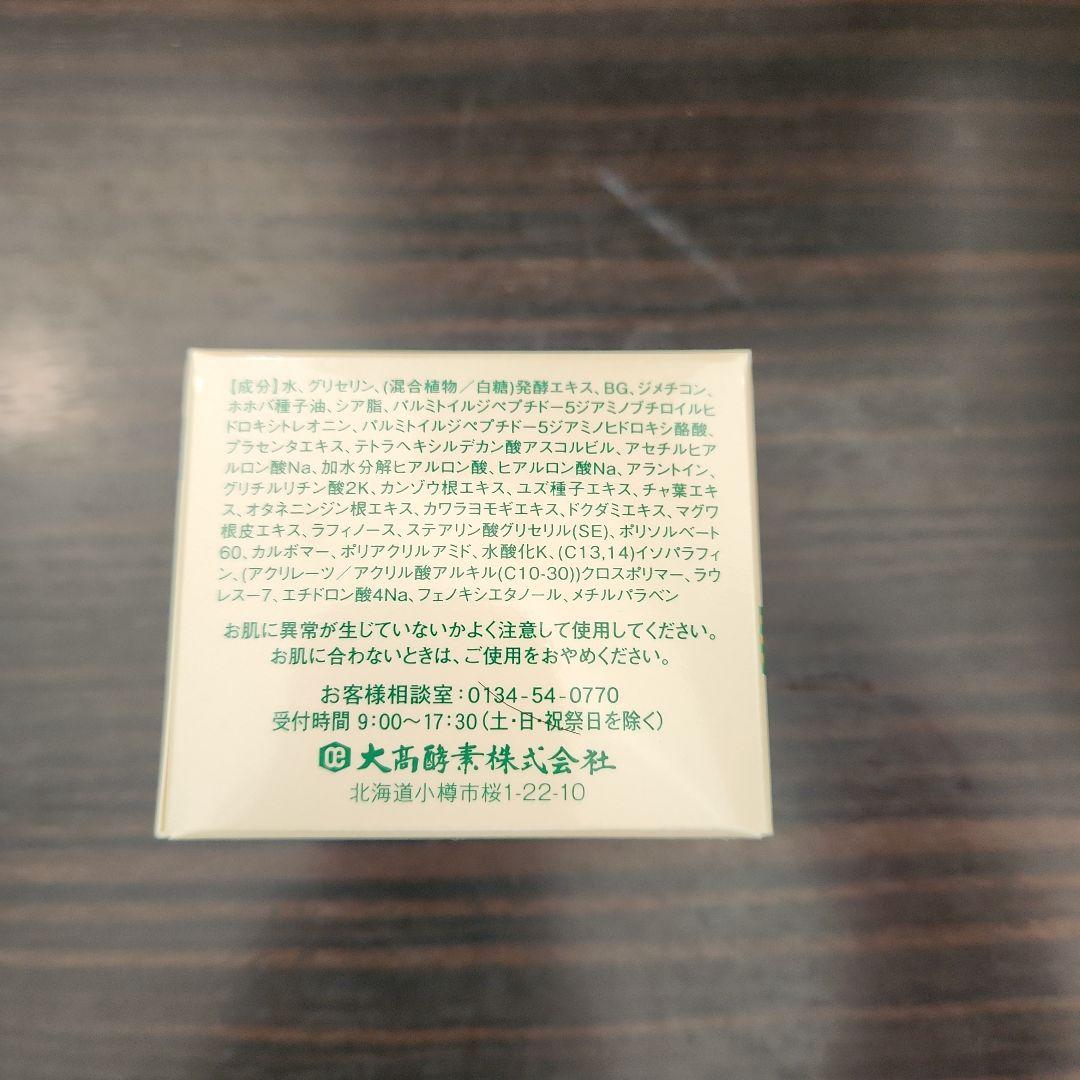 【成分】水、グリセリン、(混合植物／白糖)発酵エキス、BG、ジメチコン、
ホホバ種子油、シア脂、パルミトイルジペプチドー5ジアミノブチロイルヒ
ドロキシトレオニン、パルミトイルジペプチドー5ジアミノヒドロキシ酪酸、
プラセンタエキス、テトラヘキシルデカン酸アスコルビル、アセチルヒア
ルロン酸Na、加水分解ヒアルロン酸、ヒアルロン酸Na、アラントイン、
グリチルリチン酸2K、カンゾウ根エキス、ユズ種子エキス、チャ葉エキ
ス、オタネニンジン根エキス、カワラヨモギエキス、ドクダミエキス、マグワ
根皮エキス、ラフィノース、ステアリン酸グリセリル(SE)、ポリソルベート
60、カルボマー、ポリアクリルアミド、水酸化K、(C13,14)イソパラフィ
ン、(アクリレーツ／アクリル酸アルキル(C10-30))クロスポリマー、ラウ
レスー7、エチドロン酸4Na、フェノキシエタノール、メチルパラベン
お肌に異常が生じていないかよく注意して使用してください。
お肌に合わないときは、ご使用をおやめください。
お客様相談室：0134-54-0770
受付時間 9:00〜17:30（土・日・祝祭日を除く）
大高酵素株式会社
北海道小樽市桜1-22-10